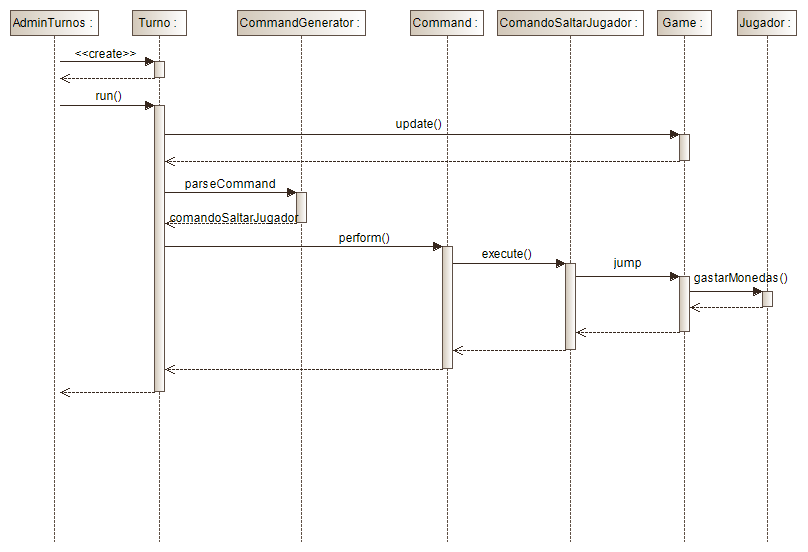 AdminTurnos :
Turno :
CommandGenerator :
Command :
ComandoSaltarJugador :
Game :
Jugador :
<<create>>
run()
update()
parseCommand
comandoSaltarJugador
perform()
execute()
jump
gastarMonedas()